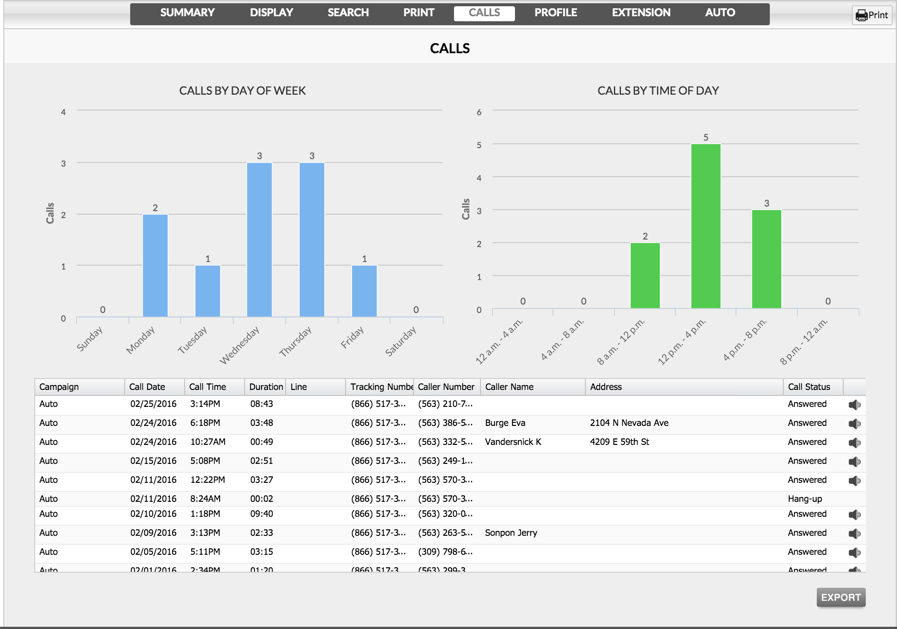 SUMMARY DISPLAY SEARCH PRINT CALLS PROFILE EXTENSION AUTO Print
CALLS
CALLS BY DAY OF WEEK
4
3
2
1
0
Calls
0
2
1
3
3
1
0
Sunday
Monday
Tuesday
Wednesday
Thursday
Friday
Saturday
CALLS BY TIME OF DAY
6
5
4
3
2
1
0
Calls
0
0
2
5
3
0
12 a.m. - 4 a.m.
4 a.m. - 8 a.m.
8 a.m. - 12 p.m.
12 p.m. - 4 p.m.
4 p.m. - 8 p.m.
8 p.m. - 12 a.m.
Campaign Call Date Call Time Duration Line Tracking Numbe Caller Number Caller Name Address Call Status
Auto 02/25/2016 3:14PM 08:43 (866) 517-3... (563) 210-7... Answered
Auto 02/24/2016 6:18PM 03:48 (866) 517-3... (563) 386-5... Burge Eva 2104 N Nevada Ave Answered
Auto 02/24/2016 10:27AM 00:49 (866) 517-3... (563) 332-5... Vandersnick K 4209 E 59th St Answered
Auto 02/15/2016 5:08PM 02:51 (866) 517-3... (563) 249-1... Answered
Auto 02/11/2016 12:22PM 03:27 (866) 517-3... (563) 570-3... Answered
Auto 02/11/2016 8:24AM 00:02 (866) 517-3... (563) 570-3... Hang-up
Auto 02/10/2016 1:18PM 09:40 (866) 517-3... (563) 320-0... Answered
Auto 02/09/2016 3:13PM 02:33 (866) 517-3... (563) 263-5... Sonpon Jerry Answered
Auto 02/05/2016 5:11PM 03:15 (866) 517-3... (309) 798-6... Answered
Auto 02/01/2016 2:34PM 01:20 (866) 517-3... (563) 299-3... Answered
EXPORT